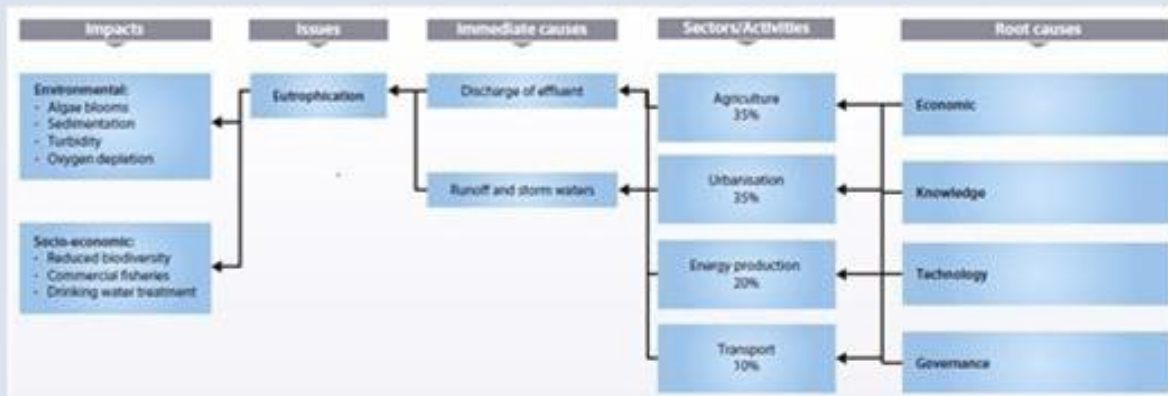 Impacts
Issues
Immediate causes
Sectors/Activities
Root causes
Environmental:
- Algae blooms
- Sedimentation
- Turbidity
- Oxygen depletion
Socio-economic:
- Reduced biodiversity
- Commercial fisheries
- Drinking water treatment
Eutrophication
Discharge of effluent
Runoff and storm waters
Agriculture
35%
Urbanisation
35%
Energy production
20%
Transport
10%
Economic
Knowledge
Technology
Governance